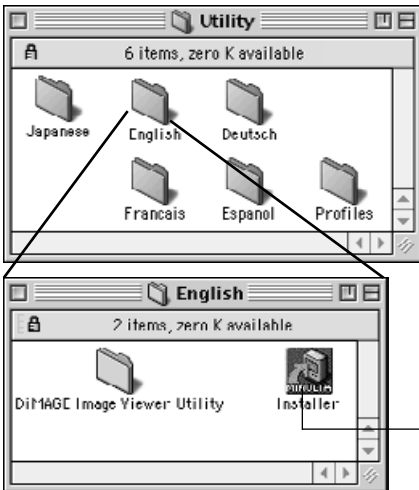 Utility
6 items, zero K available
Japanese English Deutsch
Francais Espanol Profiles
English
2 items, zero K available
MINOLTA
DiMAGE Image Viewer Utility Installer